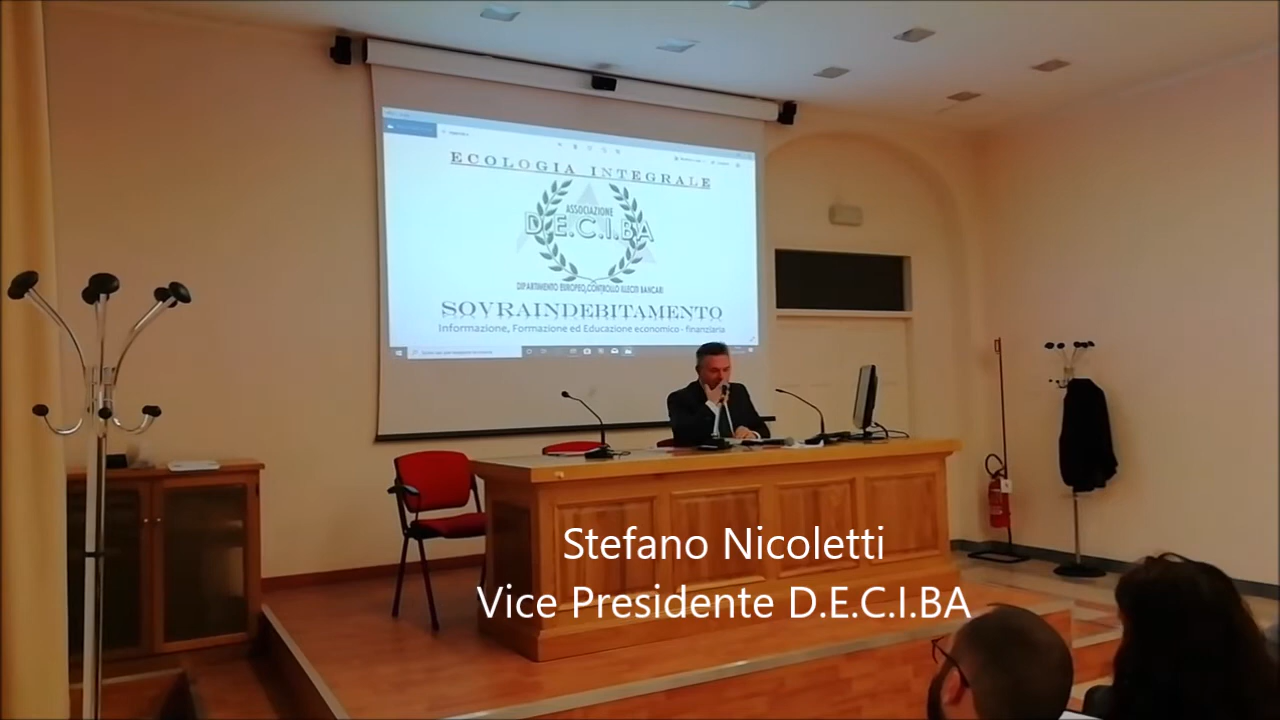 ECOLOGIA INTEGRALE
ASSOCIAZIONE
D.E.C.I.BA
DIPARTIMENTO EUROPEO, CONTROLLO ILLECITI BANCARI
SOVRAINDEBITAMENTO
Informazione, Formazione ed Educazione economico - finanziaria
Stefano Nicoletti
Vice Presidente D.E.C.I.BA